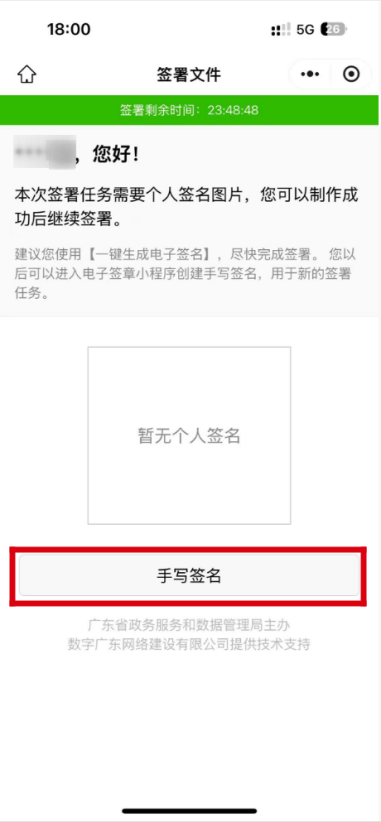 18:00
5G 26
签署文件
签署剩余时间：23:48:48
，您好！
本次签署任务需要个人签名图片，您可以制作成
功后继续签署。
建议您使用【一键生成电子签名】，尽快完成签署。 您以
后可以进入电子签章小程序创建手写签名，用于新的签署
任务。
暂无个人签名
手写签名
广东省政务服务和数据管理局主办
数字广东网络建设有限公司提供技术支持